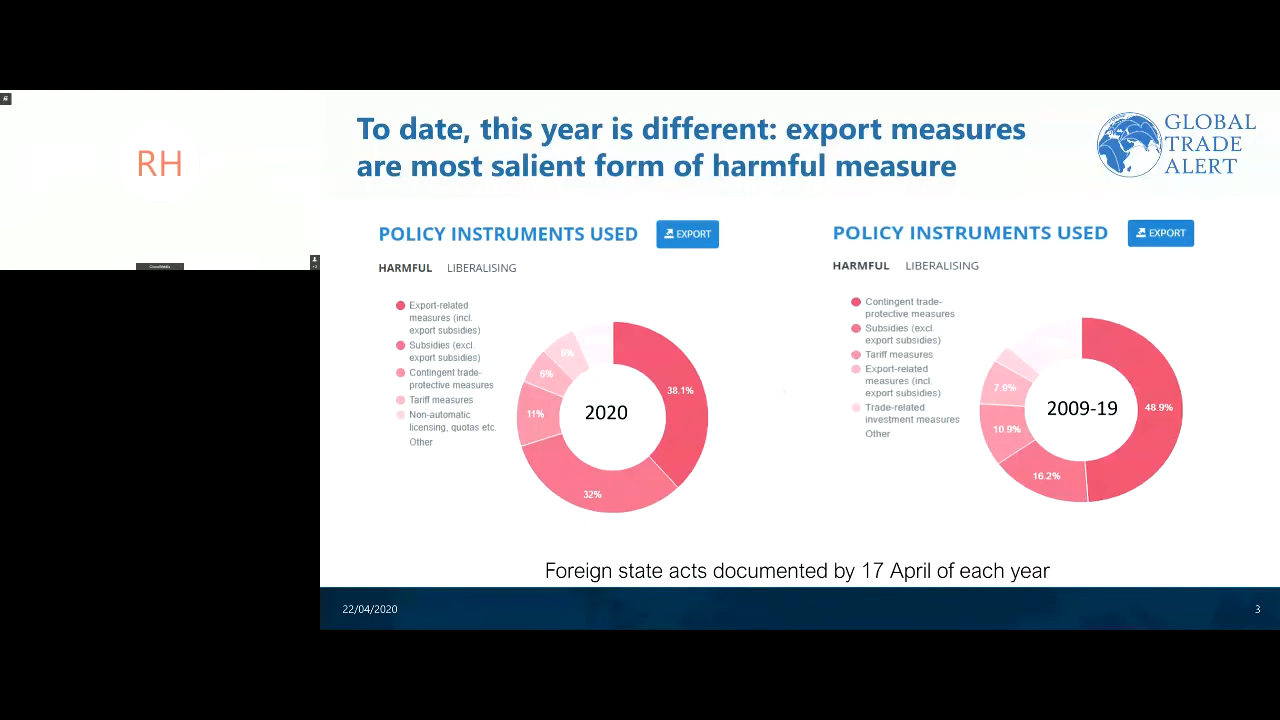 RH
To date, this year is different: export measures
are most salient form of harmful measure
GLOBAL
TRADE
ALERT
POLICY INSTRUMENTS USED
EXPORT
HARMFUL LIBERALISING
Export-related
measures (incl.
export subsidies)
Subsidies (excl.
export subsidies)
Contingent trade-
protective measures
Tariff measures
Non-automatic
licensing, quotas etc.
Other
38.1%
32%
11%
6%
6%
2020
POLICY INSTRUMENTS USED
EXPORT
HARMFUL LIBERALISING
Contingent trade-
protective measures
Subsidies (excl.
export subsidies)
Tariff measures
Export-related
measures (incl.
export subsidies)
Trade-related
investment measures
Other
48.9%
16.2%
10.9%
7.9%
2009-19
Foreign state acts documented by 17 April of each year
22/04/2020
3